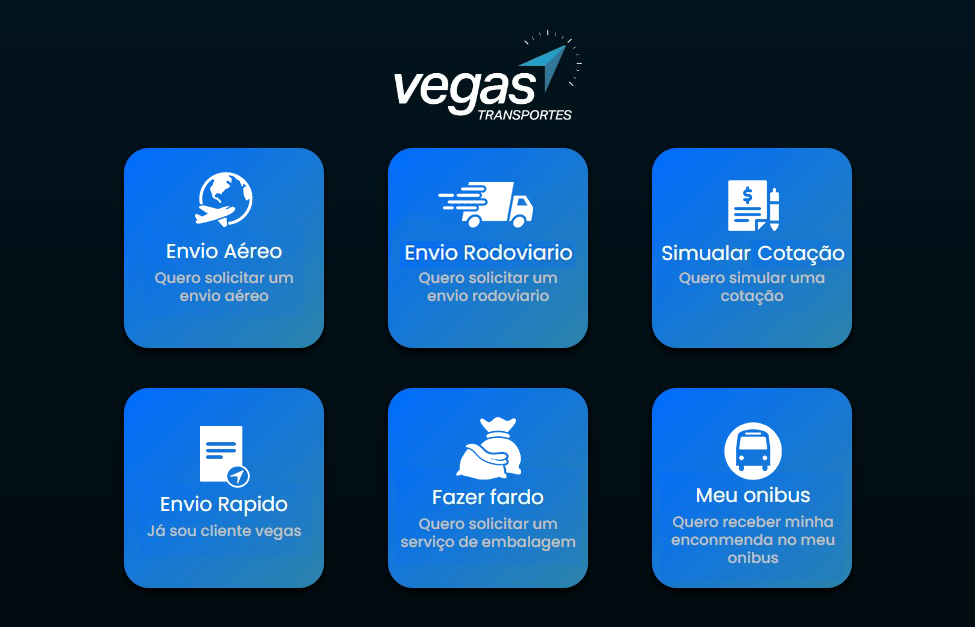 vegas
TRANSPORTES
Envio Aéreo
Quero solicitar um
envio aéreo
Envio Rodoviario
Quero solicitar um
envio rodoviario
$
Simualar Cotação
Quero simular uma
cotação
Envio Rapido
Já sou cliente vegas
Fazer fardo
Quero solicitar um
serviço de embalagem
Meu onibus
Quero receber minha
enconmenda no meu
onibus